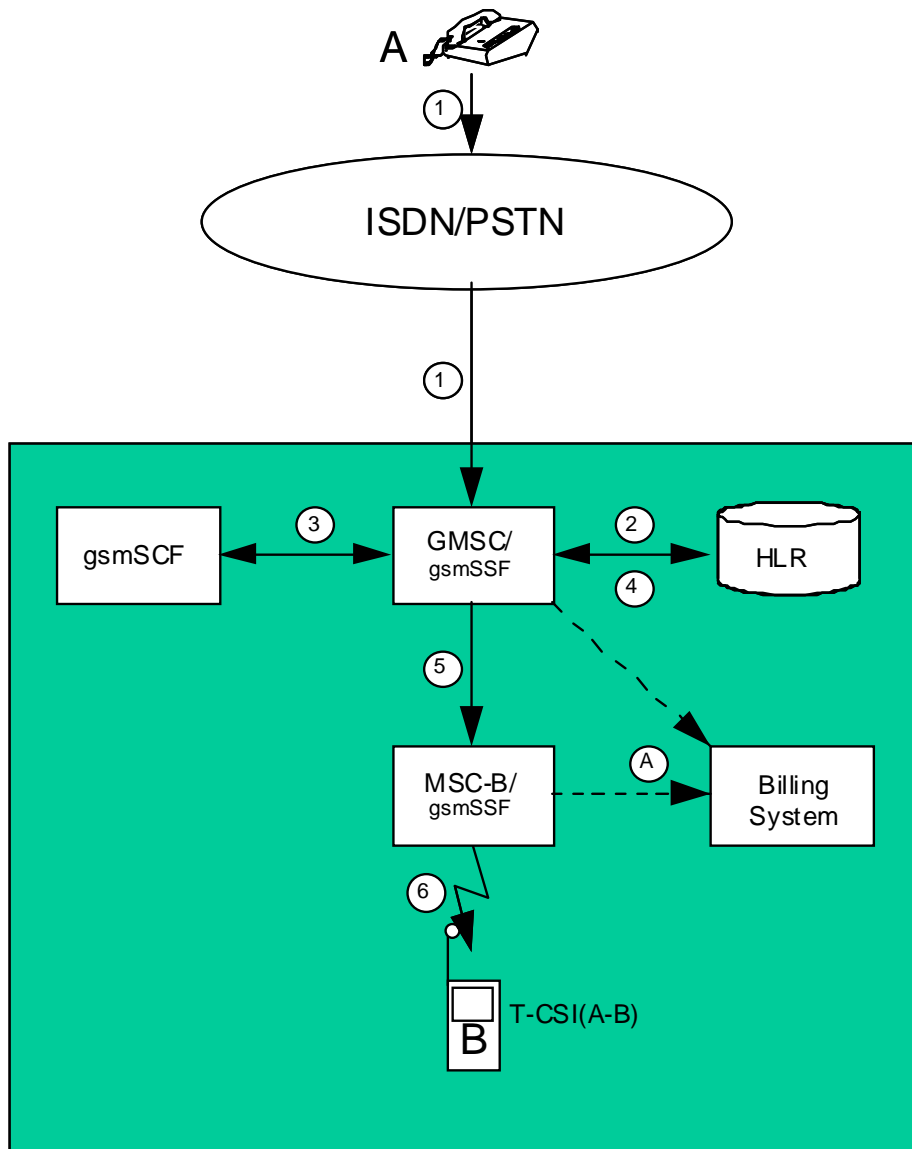 A
1
ISDN/PSTN
1
gsmSCF
3
GMSC/
gsmSSF
2
4
HLR
5
MSC-B/
gsmSSF
A
Billing
System
6
B
T-CSI(A-B)